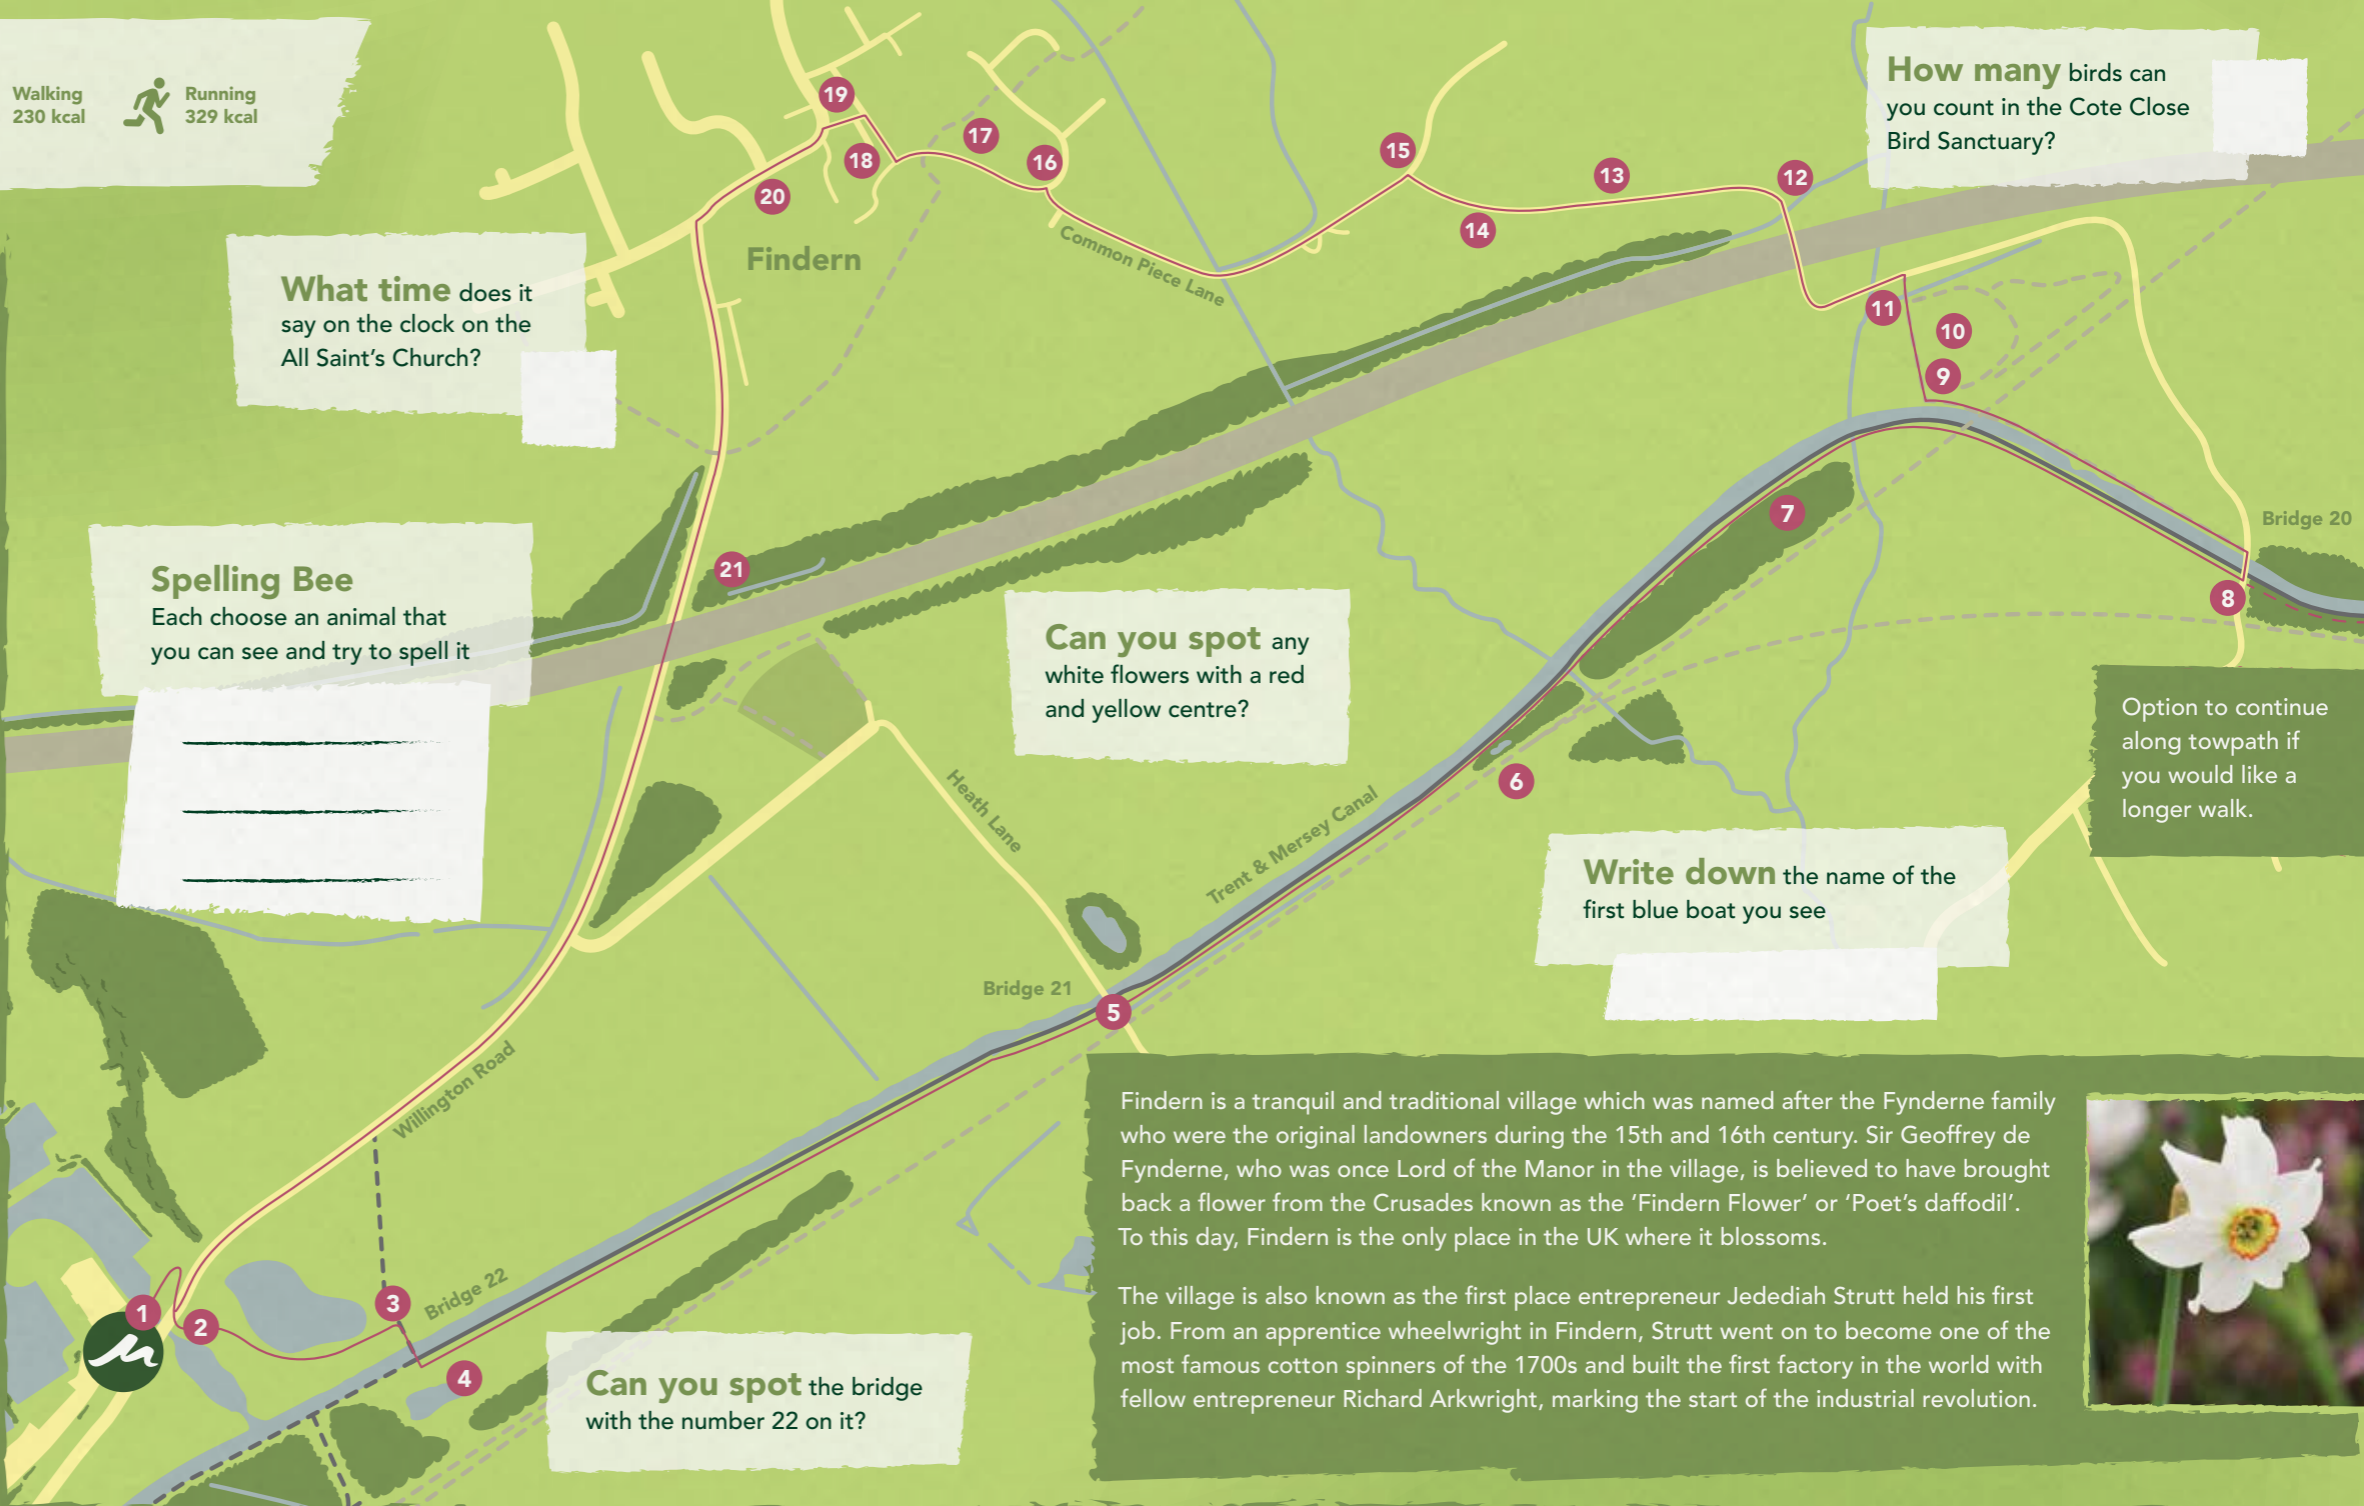 Walking
230 kcal
Running
329 kcal
How many birds can
you count in the Cote Close
Bird Sanctuary?
19
17
16
18
20
15
13
12
14
Findern
Common Piece Lane
What time does it
say on the clock on the
All Saint's Church?
11
10
9
7
Bridge 20
8
21
Spelling Bee
Each choose an animal that
you can see and try to spell it
Can you spot any
white flowers with a red
and yellow centre?
Option to continue
along towpath if
you would like a
longer walk.
6
Heath Lane
Trent & Mersey Canal
Write down the name of the
first blue boat you see
Bridge 21
5
Willington Road
Findern is a tranquil and traditional village which was named after the Fynderne family
who were the original landowners during the 15th and 16th century. Sir Geoffrey de
Fynderne, who was once Lord of the Manor in the village, is believed to have brought
back a flower from the Crusades known as the ‘Findern Flower’ or ‘Poet’s daffodil’.
To this day, Findern is the only place in the UK where it blossoms.
The village is also known as the first place entrepreneur Jedediah Strutt held his first
job. From an apprentice wheelwright in Findern, Strutt went on to become one of the
most famous cotton spinners of the 1700s and built the first factory in the world with
fellow entrepreneur Richard Arkwright, marking the start of the industrial revolution.
1
2
3
Bridge 22
4
Can you spot the bridge
with the number 22 on it?